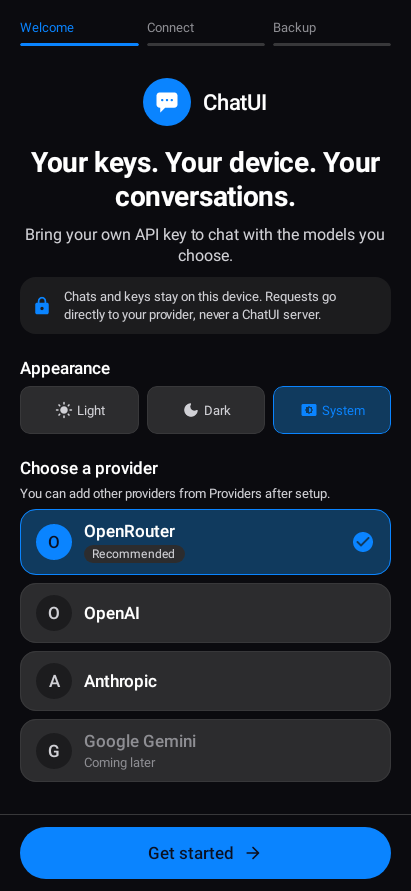 Welcome
Connect
Backup
ChatUI
Your keys. Your device. Your
conversations.
Bring your own API key to chat with the models you
choose.
Chats and keys stay on this device. Requests go
directly to your provider, never a ChatUI server.
Appearance
Light
Dark
System
Choose a provider
You can add other providers from Providers after setup.
O
OpenRouter
Recommended
O
OpenAI
A
Anthropic
G
Google Gemini
Coming later
Get started